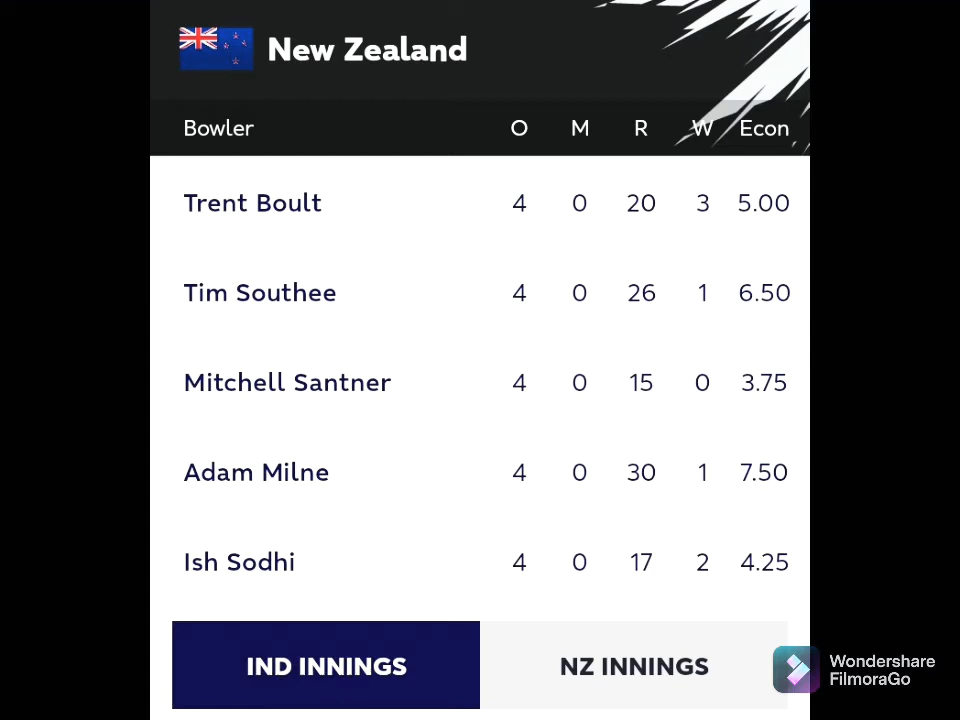 New Zealand
Bowler O M R W Econ
Trent Boult 4 0 20 3 5.00
Tim Southee 4 0 26 1 6.50
Mitchell Santner 4 0 15 0 3.75
Adam Milne 4 0 30 1 7.50
Ish Sodhi 4 0 17 2 4.25
IND INNINGS NZ INNINGS
Wondershare
FilmoraGo